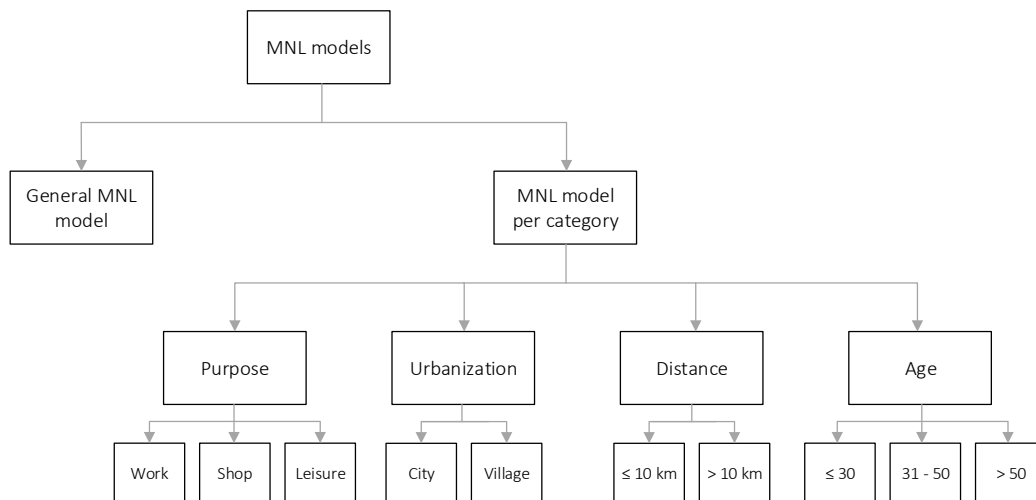 MNL models
General MNL
model
MNL model
per category
Purpose
Urbanization
Distance
Age
Work
Shop
Leisure
City
Village
≤ 10 km
> 10 km
≤ 30
31 - 50
> 50